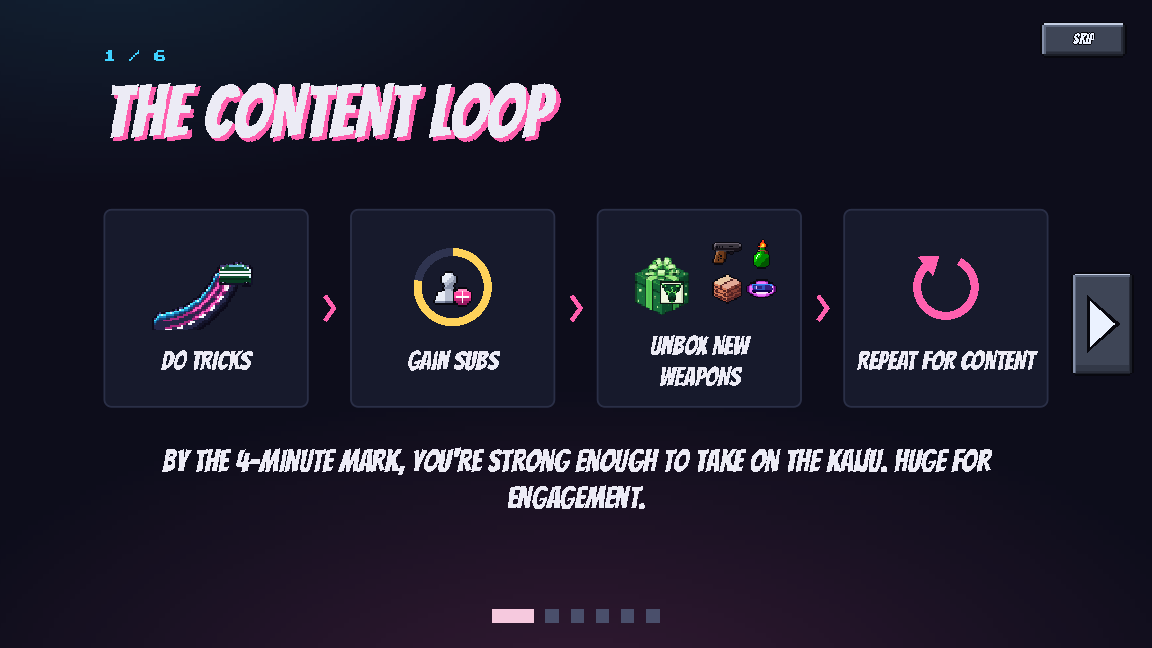 1 / 6
SKIP
THE CONTENT LOOP
DO TRICKS
GAIN SUBS
UNBOX NEW
WEAPONS
REPEAT FOR CONTENT
BY THE 4-MINUTE MARK, YOU'RE STRONG ENOUGH TO TAKE ON THE KAIJU. HUGE FOR
ENGAGEMENT.